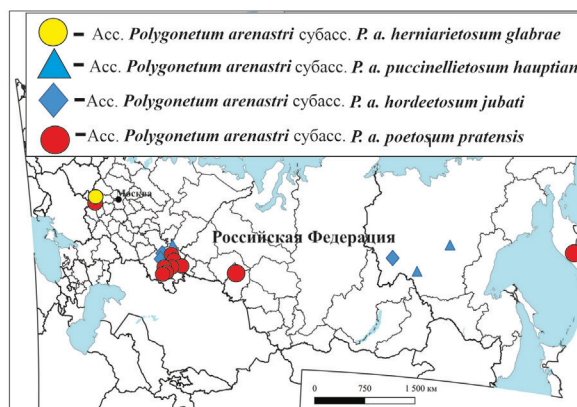 – Асс. Polygonetum arenastri субасс. P. a. herniarietosum glabrae
– Асс. Polygonetum arenastri субасс. P. a. puccinellietosum hauptian
– Асс. Polygonetum arenastri субасс. P. a. hordeetosum jubati
– Асс. Polygonetum arenastri субасс. P. a. poetosum pratensis
Москва
Российская Федерация
0 750 1 500 км